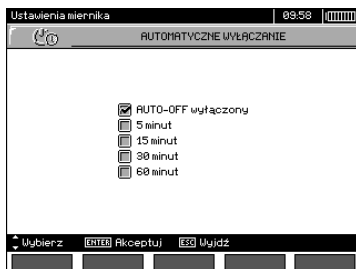 Ustawienia miernika 09:58
AUTOMATYCZNE WYŁĄCZANIE
AUTO-OFF wyłączony
5 minut
15 minut
30 minut
60 minut
Wybierz ENTER Akceptuj ESC Wyjdź